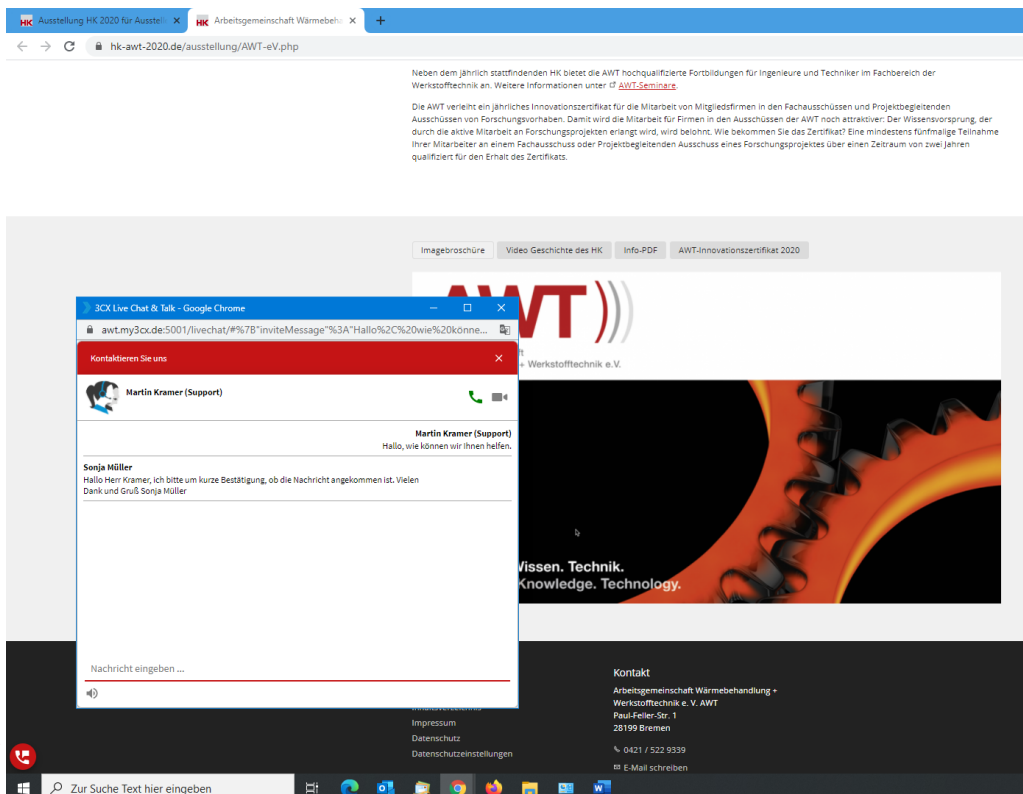 HK Ausstellung HK 2020 für Ausstell
HK Arbeitsgemeinschaft Wärmebeh
hk-awt-2020.de/ausstellung/AWT-eV.php
Neben dem jährlich stattfindenden HK bietet die AWT hochqualifizierte Fortbildungen für Ingenieure und Techniker im Fachbereich der
Werkstofftechnik an. Weitere Informationen unter AWT-Seminare.
Die AWT verleiht ein jährliches Innovationszertifikat für die Mitarbeit von Mitgliedsfirmen in den Fachausschüssen und Projektbegleitenden
Ausschüssen von Forschungsvorhaben. Damit wird die Mitarbeit für Firmen in den Ausschüssen der AWT noch attraktiver: Der Wissensvorsprung, der
durch die aktive Mitarbeit an Forschungsprojekten erlangt wird, wird belohnt. Wie bekommen Sie das Zertifikat? Eine mindestens fünfmalige Teilnahme
Ihrer Mitarbeiter an einem Fachausschuss oder Projektbegleitenden Ausschuss eines Forschungsprojektes über einen Zeitraum von zwei Jahren
qualifiziert für den Erhalt des Zertifikats.
Imagebroschüre Video Geschichte des HK Info-PDF AWT-Innovationszertifikat 2020
AWT
+ Werkstofftechnik e.V.
3CX Live Chat & Talk - Google Chrome
awt.my3cx.de:5001/livechat/#%7B"inviteMessage"%3A"Hallo%2C%20wie%20könne...
Kontaktieren Sie uns
Martin Kramer (Support)
Martin Kramer (Support)
Hallo, wie können wir Ihnen helfen.
Sonja Müller
Hallo Herr Kramer, ich bitte um kurze Bestätigung, ob die Nachricht angekommen ist. Vielen
Dank und Gruß Sonja Müller
Nachricht eingeben ...
Wissen. Technik.
Knowledge. Technology.
Impressum
Datenschutz
Datenschutzeinstellungen
Kontakt
Arbeitsgemeinschaft Wärmebehandlung +
Werkstofftechnik e. V. AWT
Paul-Feller-Str. 1
28199 Bremen
0421 / 522 9339
E-Mail schreiben
Zur Suche Text hier eingeben